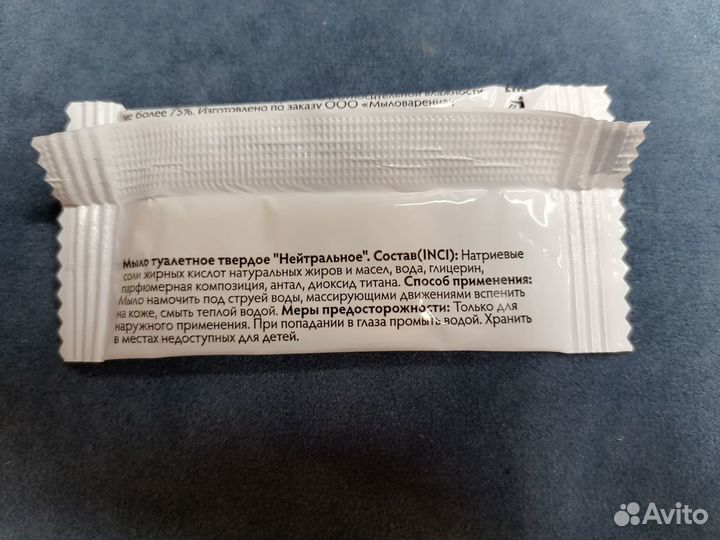 относительной влажности
не более 75%. Изготовлено по заказу ООО «Мыловаренна
Мыло туалетное твердое "Нейтральное". Состав(INCI): Натриевые
соли жирных кислот натуральных жиров и масел, вода, глицерин,
парфюмерная композиция, антал, диоксид титана. Способ применения:
Мыло намочить под струей воды, массирующими движениями вспенить
на коже, смыть теплой водой. Меры предосторожности: Только для
наружного применения. При попадании в глаза промыть водой. Хранить
в местах недоступных для детей.
Avito